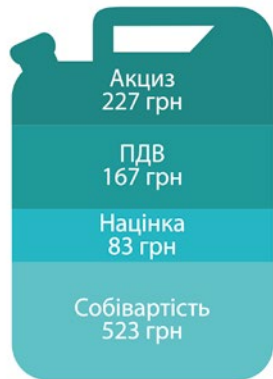 Акциз
227 грн
ПДВ
167 грн
Націнка
83 грн
Собівартість
523 грн